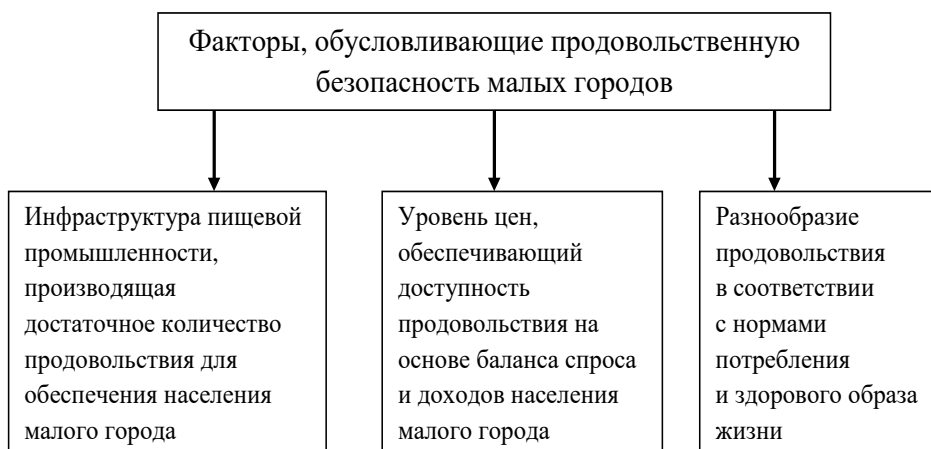 Факторы, обусловливающие продовольственную
безопасность малых городов
Инфраструктура пищевой
промышленности,
производящая
достаточное количество
продовольствия для
обеспечения населения
малого города
Уровень цен,
обеспечивающий
доступность
продовольствия на
основе баланса спроса
и доходов населения
малого города
Разнообразие
продовольствия
в соответствии
с нормами
потребления
и здорового образа
жизни